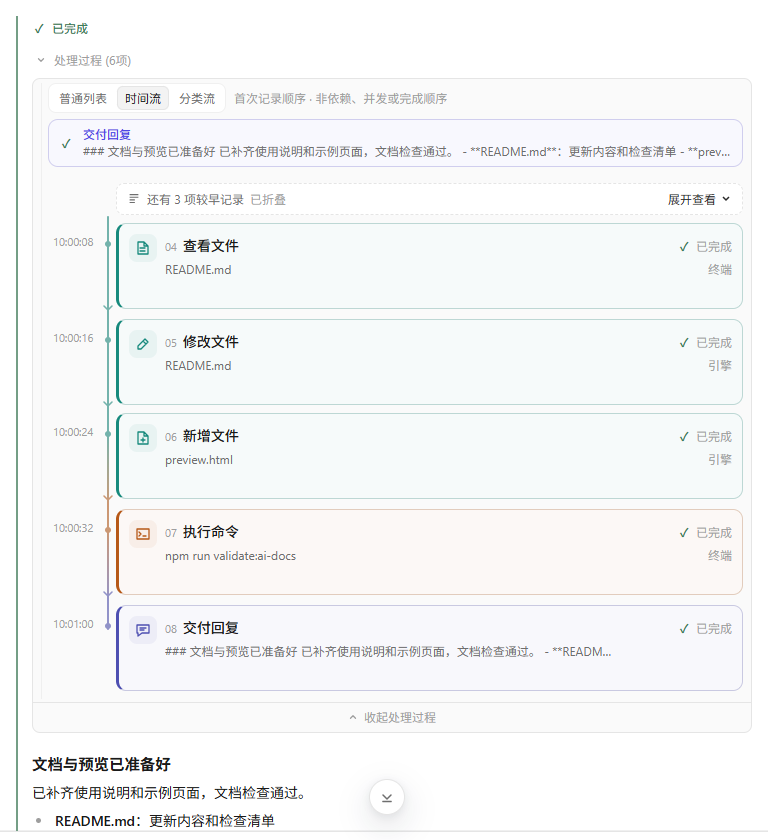 已完成
处理过程 (6项)
普通列表 时间流 分类流 首次记录顺序 · 非依赖、并发或完成顺序
交付回复
### 文档与预览已准备好 已补齐使用说明和示例页面，文档检查通过。 - **README.md**：更新内容和检查清单 - **prev...
还有 3 项较早记录 已折叠 展开查看
10:00:08 04 查看文件 已完成
README.md 终端
10:00:16 05 修改文件 已完成
README.md 引擎
10:00:24 06 新增文件 已完成
preview.html 引擎
10:00:32 07 执行命令 已完成
npm run validate:ai-docs 终端
10:01:00 08 交付回复 已完成
### 文档与预览已准备好 已补齐使用说明和示例页面，文档检查通过。 - **READM...
收起处理过程
文档与预览已准备好
已补齐使用说明和示例页面，文档检查通过。
README.md：更新内容和检查清单